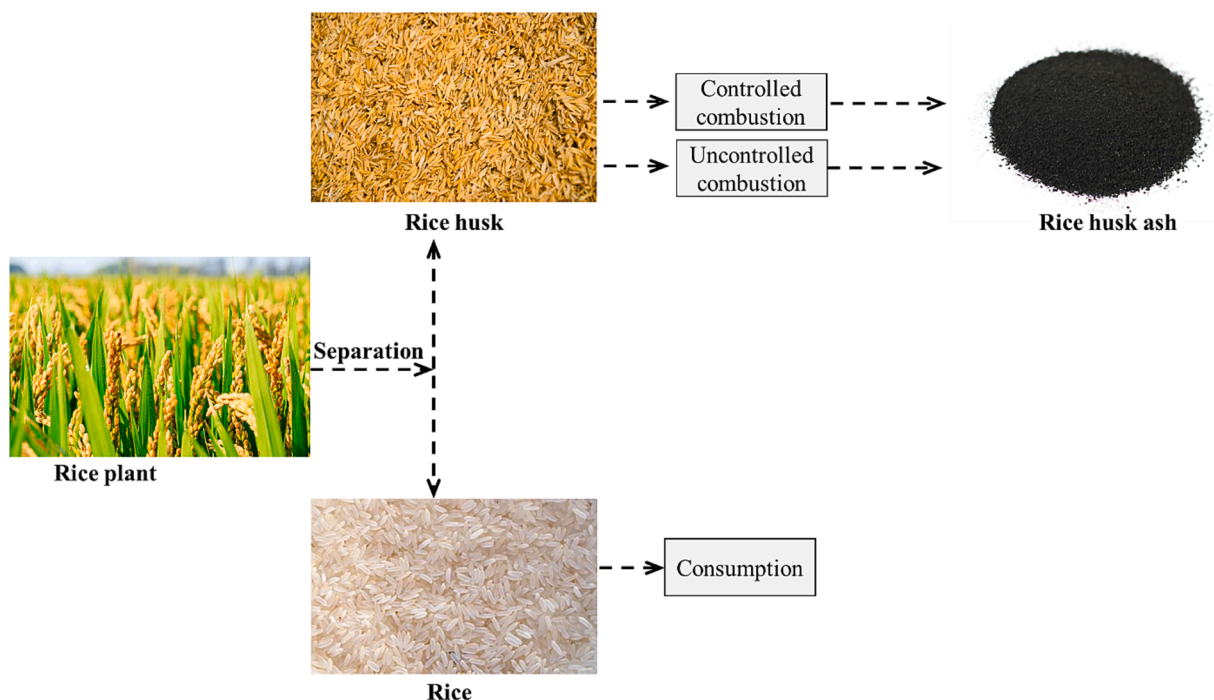 Controlled
combustion
Uncontrolled
combustion
Rice husk
Rice husk ash
Separation
Rice plant
Consumption
Rice